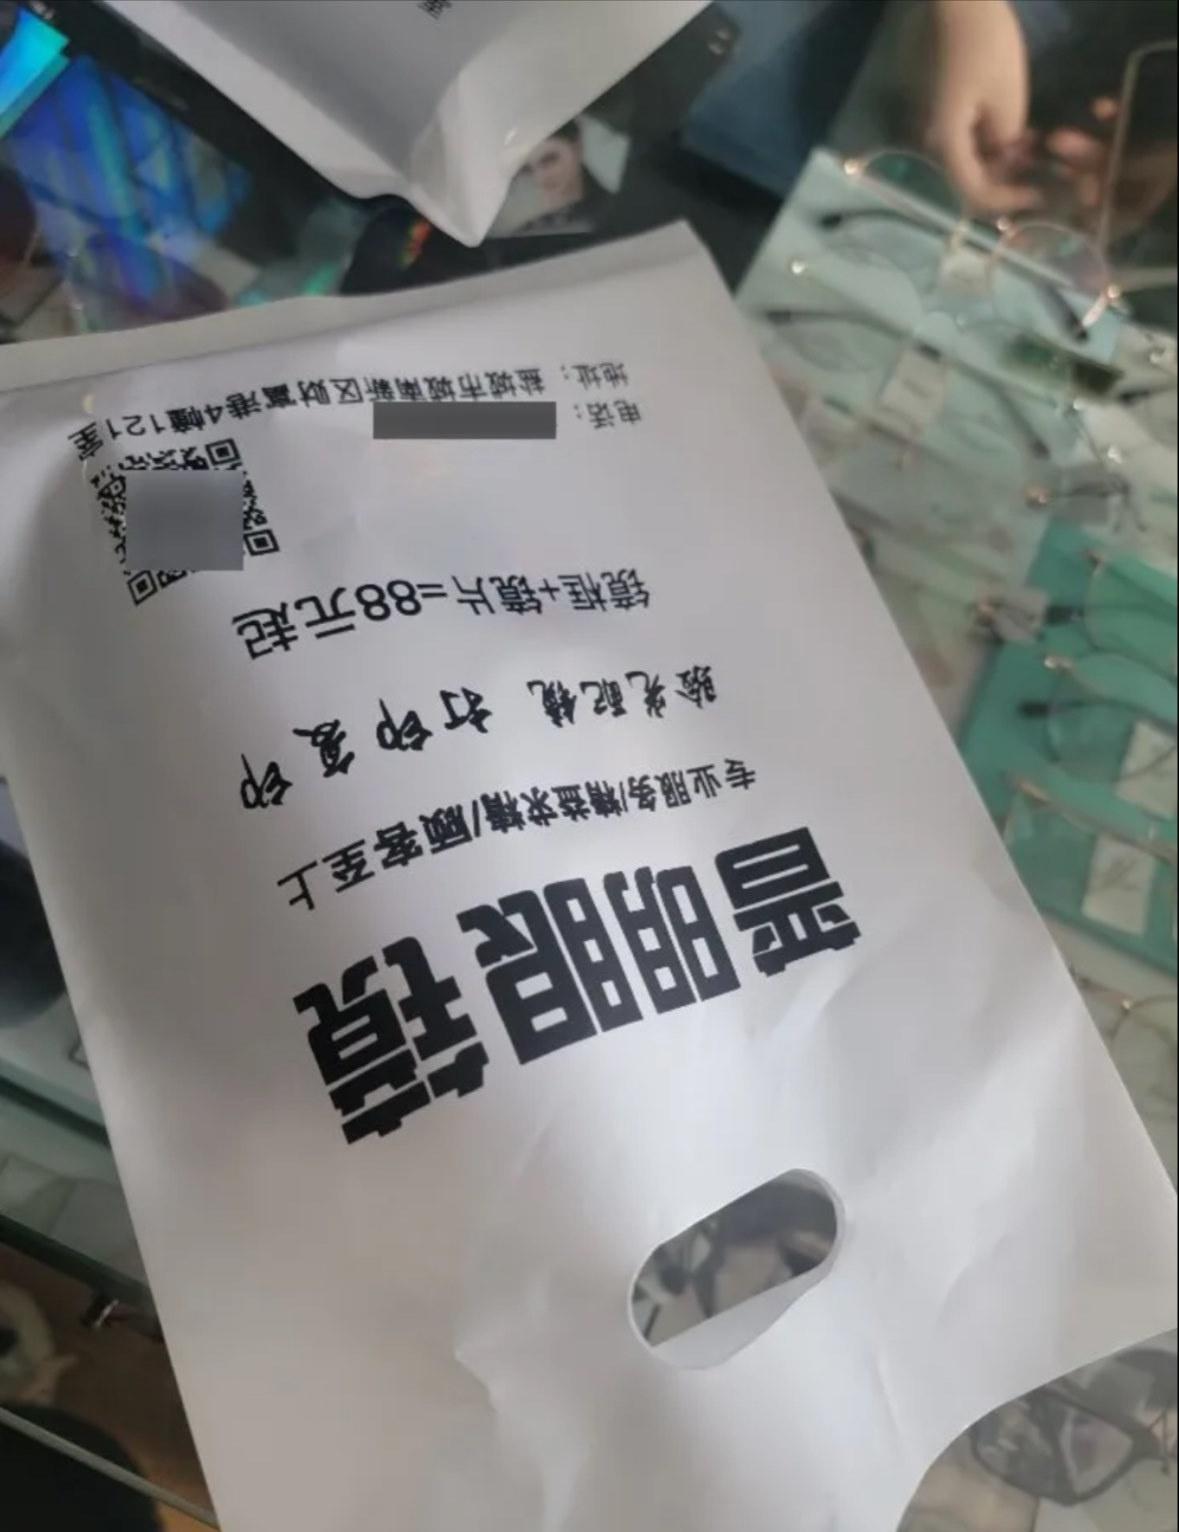 普明眼镜
专业服务/精益求精/顾客至上
验光配镜 打印复印
镜框+镜片=88元起
电话：
地址：盐城市城南新区财富港4幢121室
室